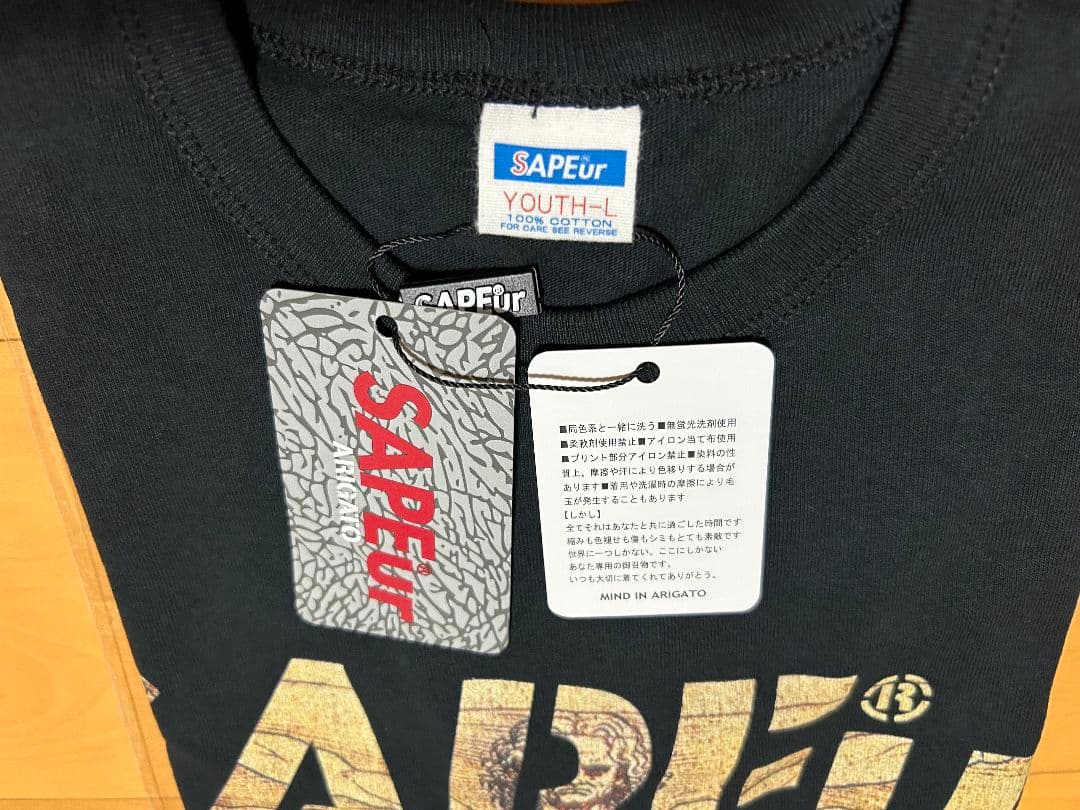 SAPEur
YOUTH-L
100% COTTON
FOR CARE SEE REVERSE
SAPEur®
SAPEur®
ARIGATO
■同色系と一緒に洗う■無蛍光洗剤使用
■柔軟剤使用禁止■アイロン当て布使用
■プリント部分アイロン禁止■染料の性
質上、摩擦や汗により色移りする場合が
あります■着用や洗濯時の摩擦により毛
玉が発生することもあります
【しかし】
全てそれはあなたと共に過ごした時間です
縮みも色褪せも傷もシミもとても素敵です
世界に一つしかない、ここにしかない
あなた専用の御召物です。
いつも大切に着てくれてありがとう。
MIND IN ARIGATO
SAPEur®